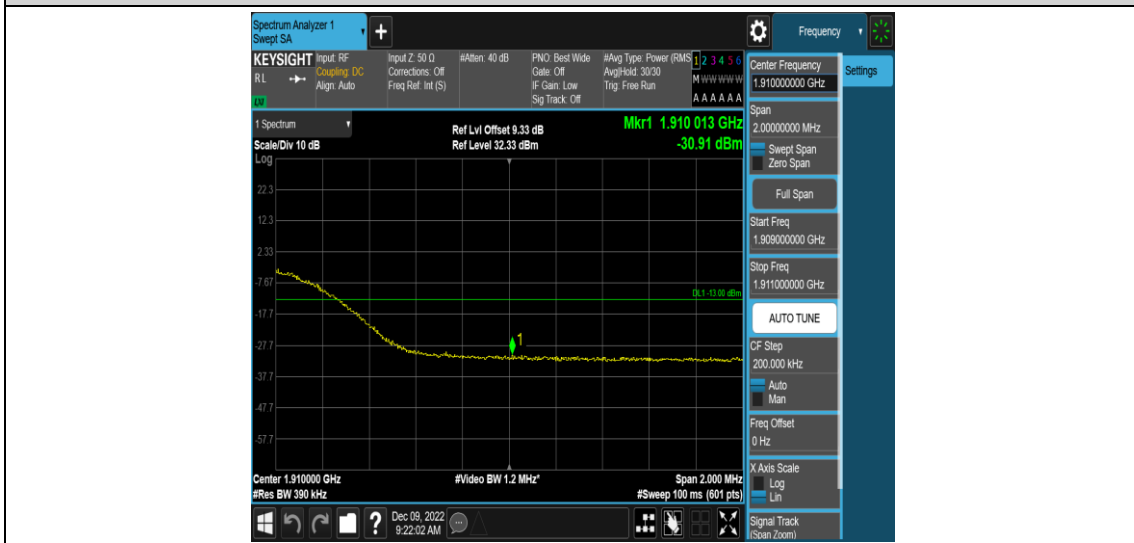 Spectrum Analyzer 1
Swept SA
+
Frequency
KEYSIGHT
RL
LXI
Input: RF
Coupling: DC
Align: Auto
Input Z: 50 Ω
Corrections: Off
Freq Ref: Int (S)
#Atten: 40 dB
PNO: Best Wide
Gate: Off
IF Gain: Low
Sig Track: Off
#Avg Type: Power (RMS
Avg|Hold: 30/30
Trig: Free Run
1 2 3 4 5 6
M W W W W W
A A A A A A
1 Spectrum
Scale/Div 10 dB
Ref Lvl Offset 9.33 dB
Ref Level 32.33 dBm
Mkr1 1.910 013 GHz
-30.91 dBm
Log
22.3
12.3
2.33
-7.67
-17.7
-27.7
-37.7
-47.7
-57.7
DL1 -13.00 dBm
1
Center 1.910000 GHz
#Res BW 390 kHz
#Video BW 1.2 MHz*
Span 2.000 MHz
#Sweep 100 ms (601 pts)
?
Dec 09, 2022
9:22:02 AM
Center Frequency
1.910000000 GHz
Settings
Span
2.00000000 MHz
Swept Span
Zero Span
Full Span
Start Freq
1.909000000 GHz
Stop Freq
1.911000000 GHz
AUTO TUNE
CF Step
200.000 kHz
Auto
Man
Freq Offset
0 Hz
X Axis Scale
Log
Lin
Signal Track
(Span Zoom)